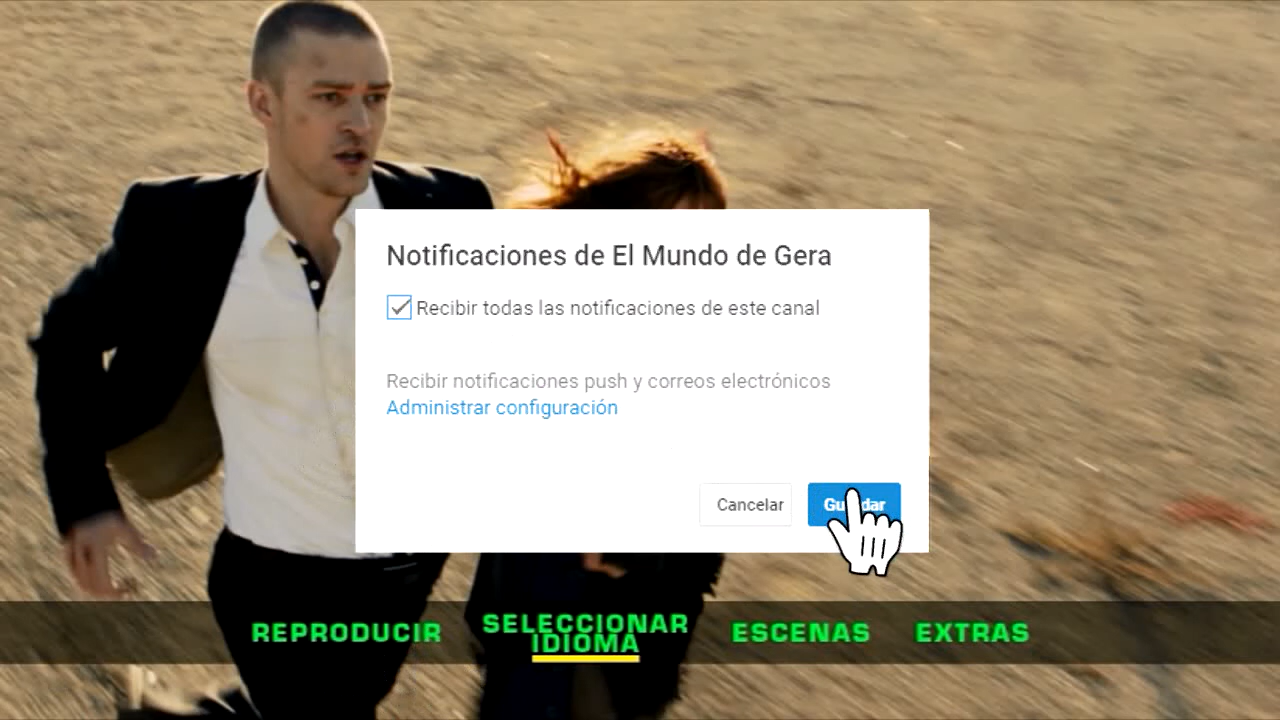 Notificaciones de El Mundo de Gera
Recibir todas las notificaciones de este canal
Recibir notificaciones push y correos electrónicos
Administrar configuración
Cancelar
Guardar
REPRODUCIR
SELECCIONAR
IDIOMA
ESCENAS
EXTRAS